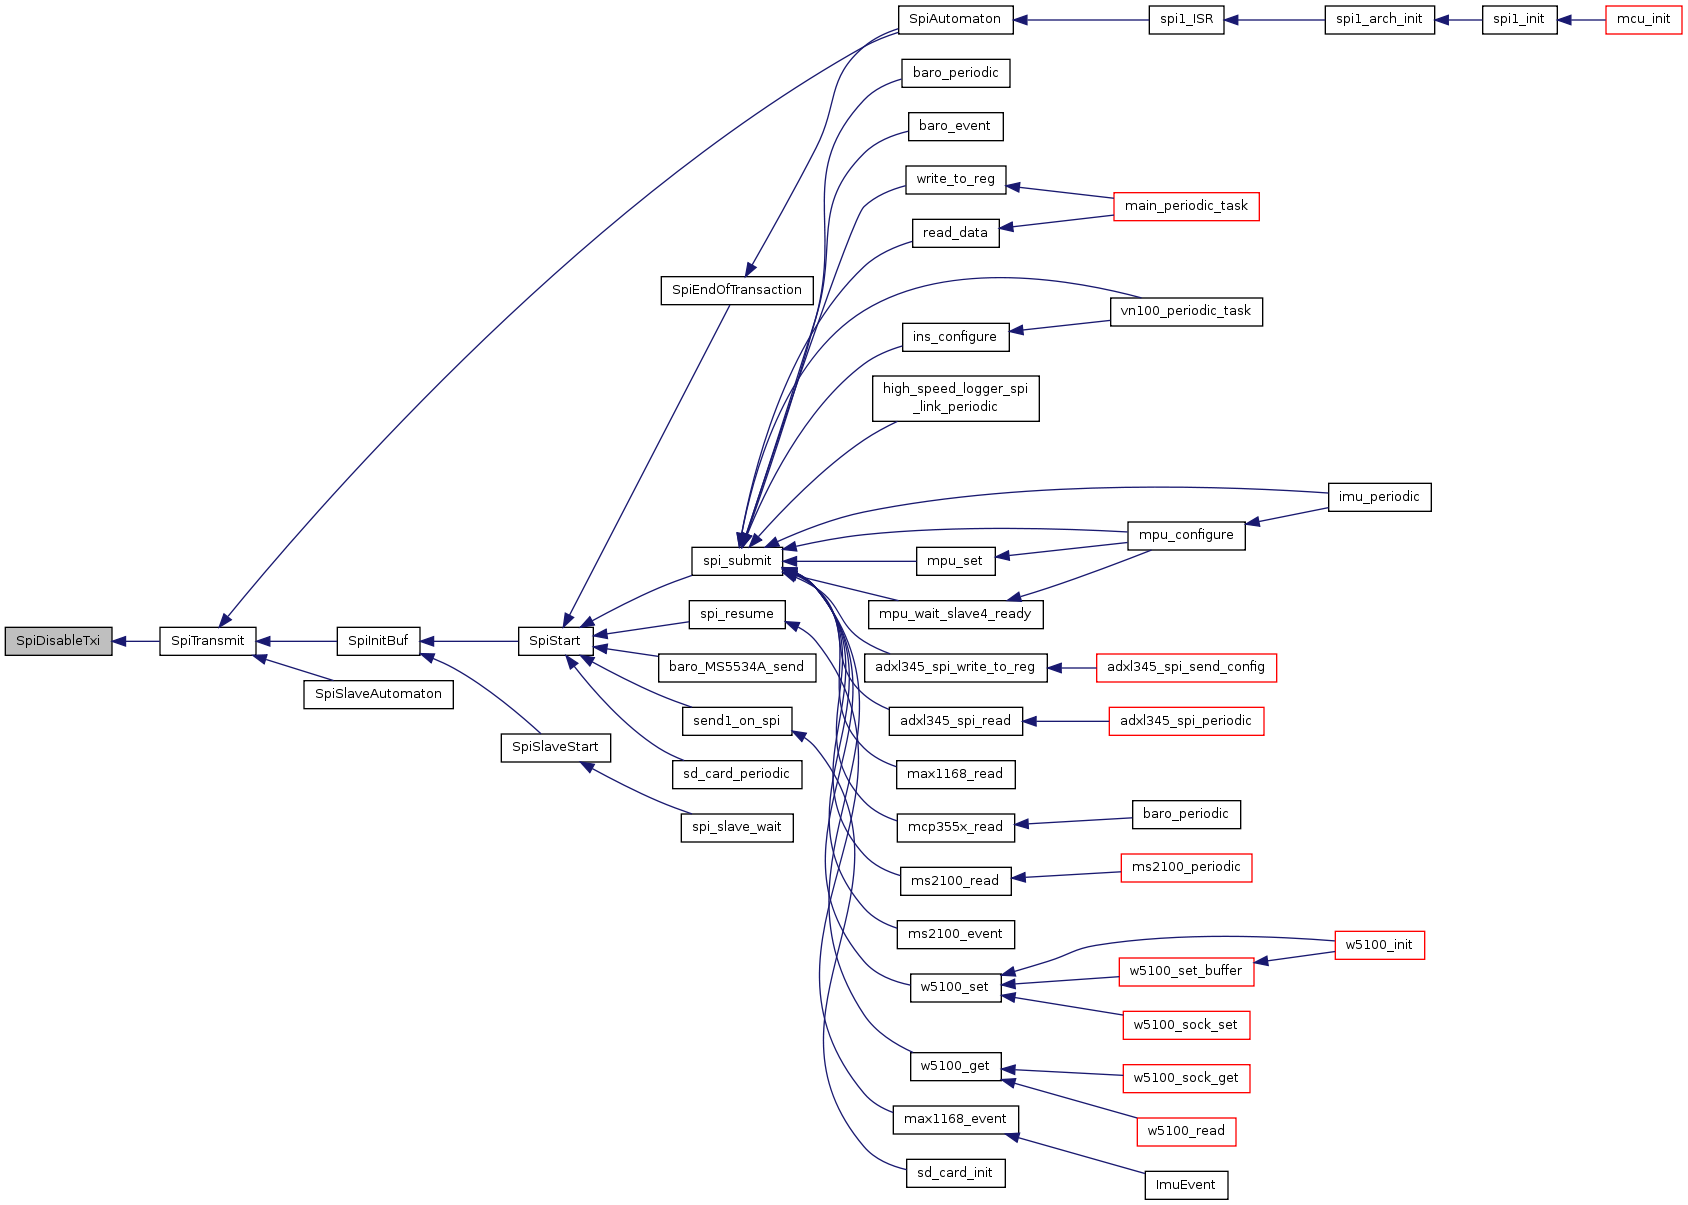 SpiAutomaton
spi1_ISR
spi1_arch_init
spi1_init
mcu_init
baro_periodic
baro_event
write_to_reg
main_periodic_task
read_data
SpiEndOfTransaction
vn100_periodic_task
ins_configure
high_speed_logger_spi
_link_periodic
imu_periodic
mpu_configure
spi_submit
mpu_set
spi_resume
mpu_wait_slave4_ready
SpiDisableTxi
SpiTransmit
SpiInitBuf
SpiStart
baro_MS5534A_send
adxl345_spi_write_to_reg
adxl345_spi_send_config
SpiSlaveAutomaton
send1_on_spi
adxl345_spi_read
adxl345_spi_periodic
SpiSlaveStart
sd_card_periodic
max1168_read
spi_slave_wait
mcp355x_read
baro_periodic
ms2100_read
ms2100_periodic
ms2100_event
w5100_init
w5100_set
w5100_set_buffer
w5100_sock_set
w5100_get
w5100_sock_get
max1168_event
w5100_read
sd_card_init
ImuEvent